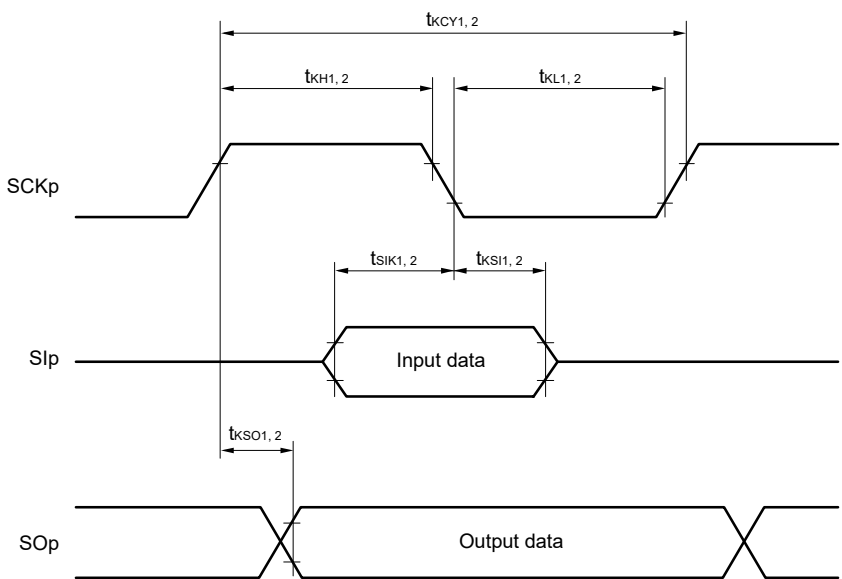 tKCY1, 2
tKH1, 2
tKL1, 2
SCKp
tSIK1, 2
tKSI1, 2
SIp
Input data
tKSO1, 2
SOp
Output data